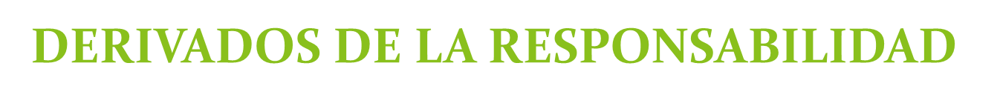 DERIVADOS DE LA RESPONSABILIDAD